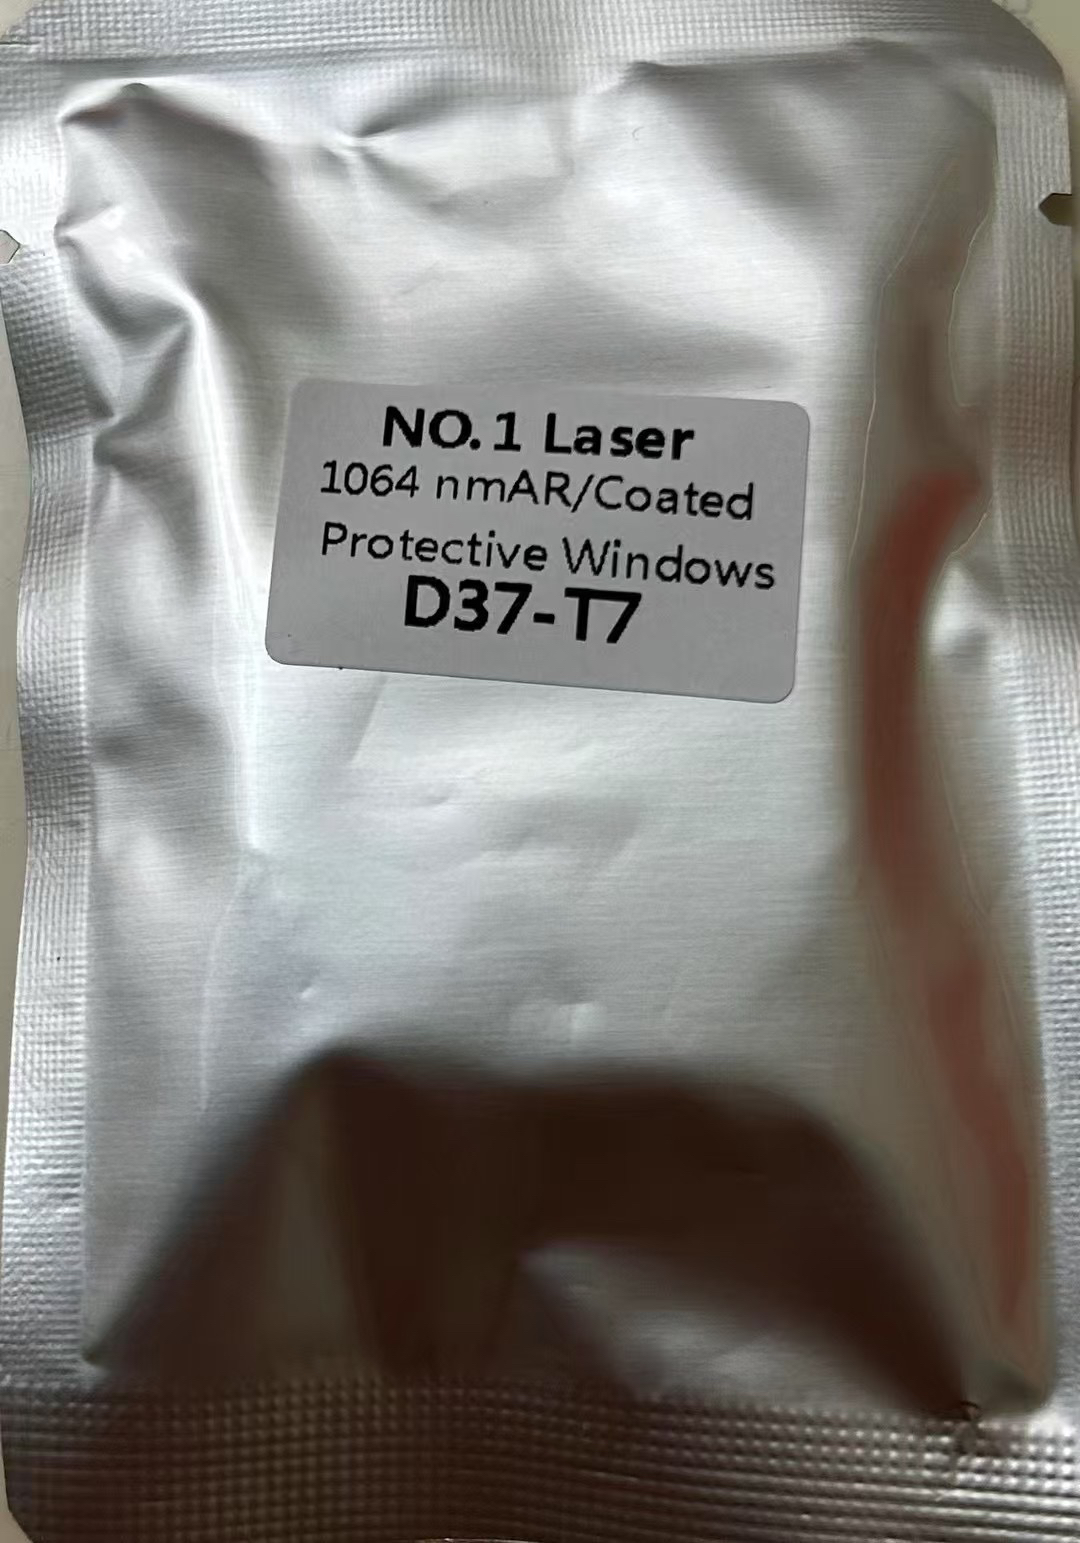 NO.1 Laser
1064 nmAR/Coated
Protective Windows
D37-T7